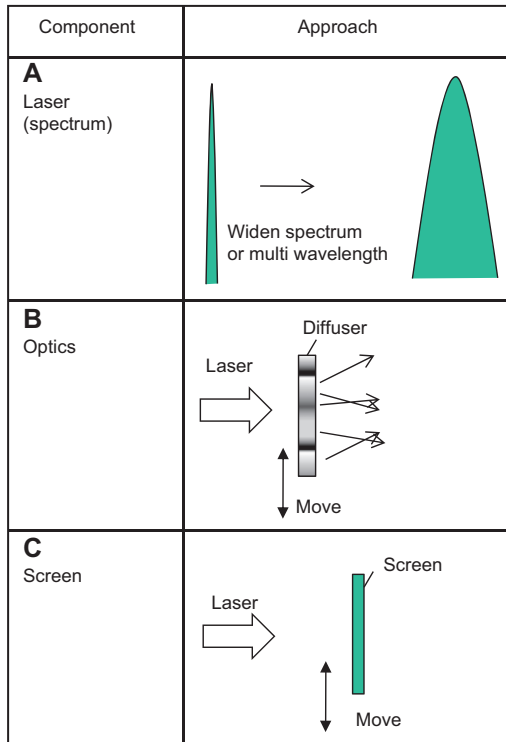 Component
Approach
A
Laser
(spectrum)
Widen spectrum
or multi wavelength
B
Optics
Diffuser
Laser
Move
C
Screen
Screen
Laser
Move